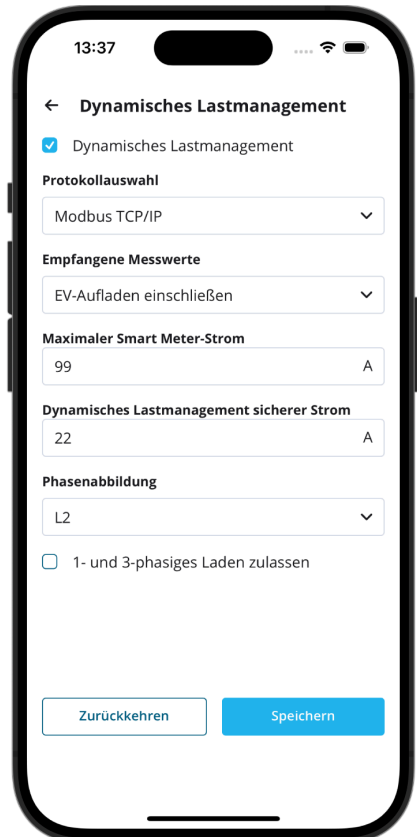 13:37
Dynamisches Lastmanagement
Dynamisches Lastmanagement
Protokollauswahl
Modbus TCP/IP
Empfangene Messwerte
EV-Aufladen einschließen
Maximaler Smart Meter-Strom
99 A
Dynamisches Lastmanagement sicherer Strom
22 A
Phasenabbildung
L2
1- und 3-phasiges Laden zulassen
Zurückkehren Speichern